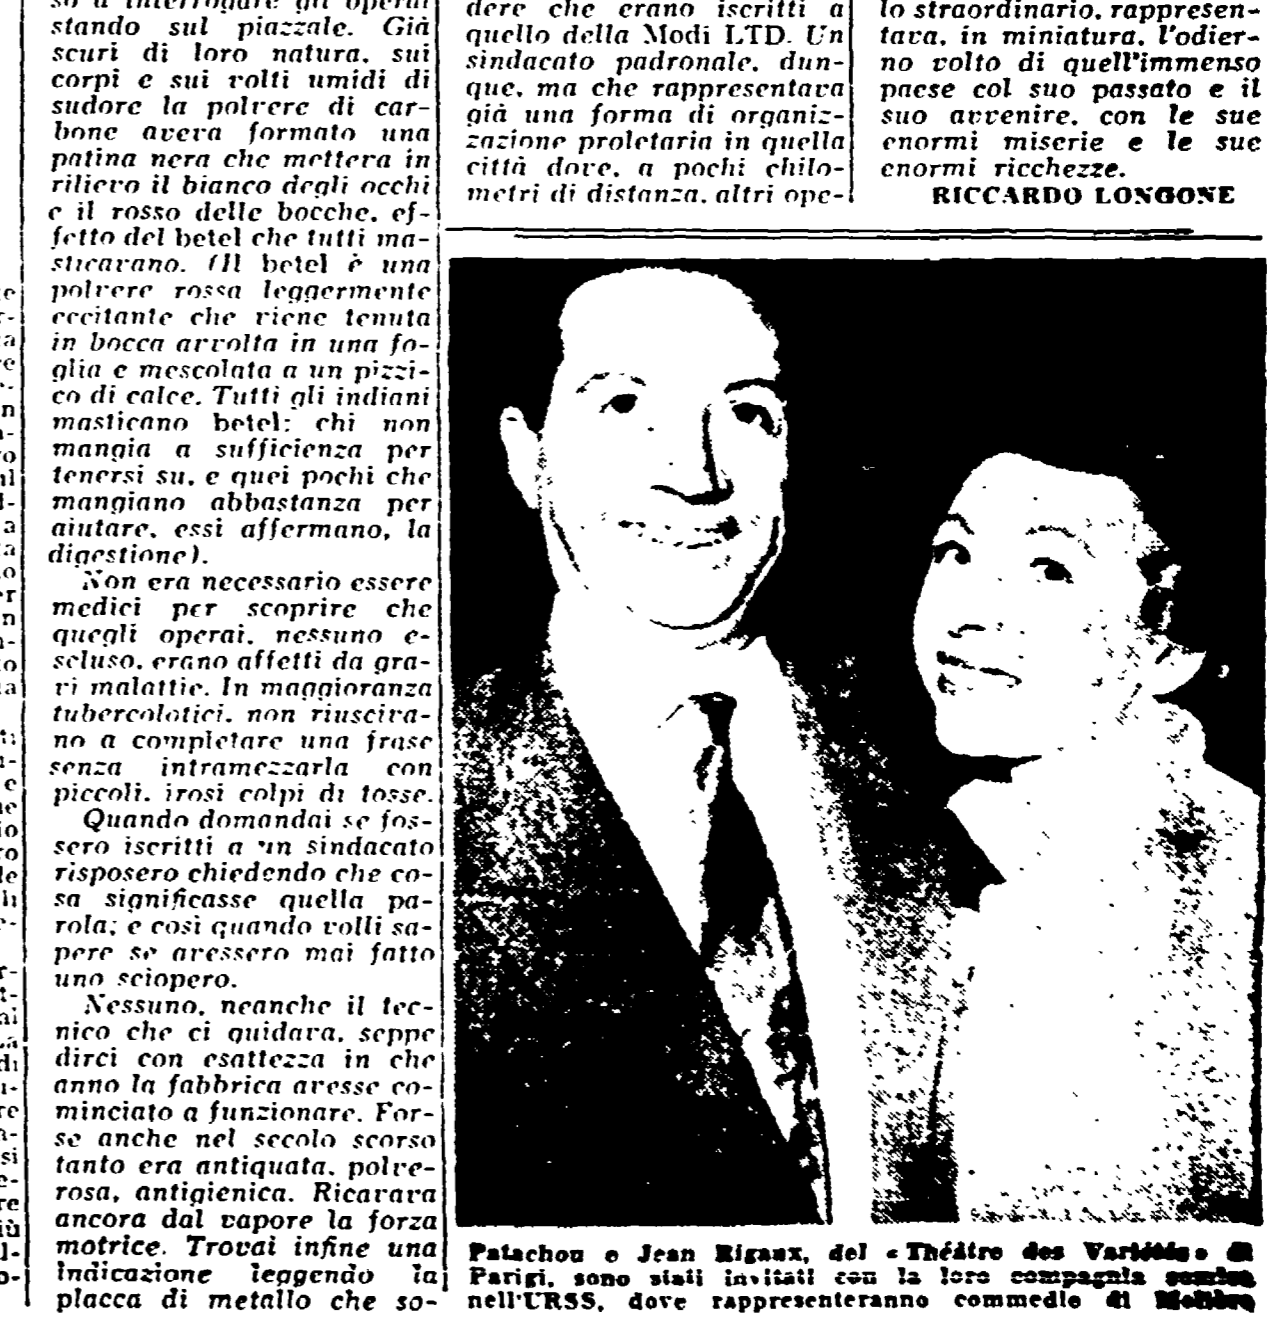 stando sul piazzale. Già
scuri di loro natura, sui
corpi e sui volti umidi di
sudore la polvere di car-
bone aveva formato una
patina nera che metteva in
rilievo il bianco degli occhi
e il rosso delle bocche, ef-
fetto del betel che tutti ma-
sticavano. (Il betel è una
polvere rossa leggermente
eccitante che viene tenuta
in bocca avvolta in una fo-
glia e mescolata a un pizzi-
co di calce. Tutti gli indiani
masticano betel: chi non
mangia a sufficienza per
tenersi su, e quei pochi che
mangiano abbastanza per
aiutare, essi affermano, la
digestione).
Non era necessario essere
medici per scoprire che
quegli operai, nessuno e-
scluso, erano affetti da gra-
vi malattie. In maggioranza
tubercolotici, non riusciva-
no a completare una frase
senza intramezzarla con
piccoli, irosi colpi di tosse.
Quando domandai se fos-
sero iscritti a un sindacato
risposero chiedendo che co-
sa significasse quella pa-
rola; e così quando volli sa-
pere se avessero mai fatto
uno sciopero.
Nessuno, neanche il tec-
nico che ci guidava, seppe
dirci con esattezza in che
anno la fabbrica avesse co-
minciato a funzionare. For-
se anche nel secolo scorso
tanto era antiquata, polve-
rosa, antigienica. Ricavava
ancora dal vapore la forza
motrice. Trovai infine una
indicazione leggendo la
placca di metallo che so-
dere che erano iscritti a
quello della Modi LTD. Un
sindacato padronale, dun-
que, ma che rappresentava
già una forma di organiz-
zazione proletaria in quella
città dove, a pochi chilo-
metri di distanza, altri ope-
lo straordinario, rappresen-
tava, in miniatura, l'odier-
no volto di quell'immenso
paese col suo passato e il
suo avvenire, con le sue
enormi miserie e le sue
enormi ricchezze.
RICCARDO LONGONE
Patachou e Jean Rigaux, del «Théâtre des Variétés» di
Parigi, sono stati invitati con la loro compagnia comica
nell'URSS, dove rappresenteranno commedie di Molière